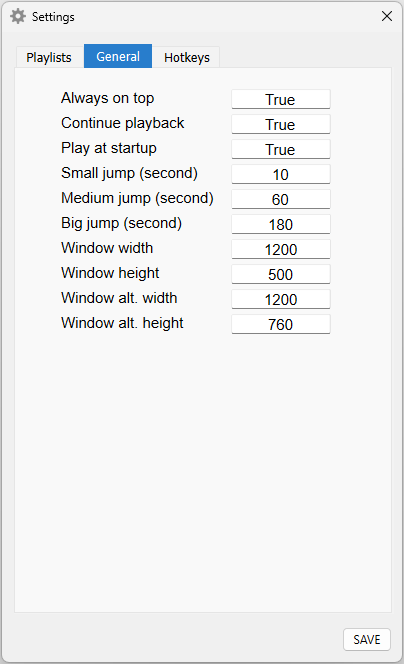 Settings
Playlists General Hotkeys
Always on top True
Continue playback True
Play at startup True
Small jump (second) 10
Medium jump (second) 60
Big jump (second) 180
Window width 1200
Window height 500
Window alt. width 1200
Window alt. height 760
SAVE